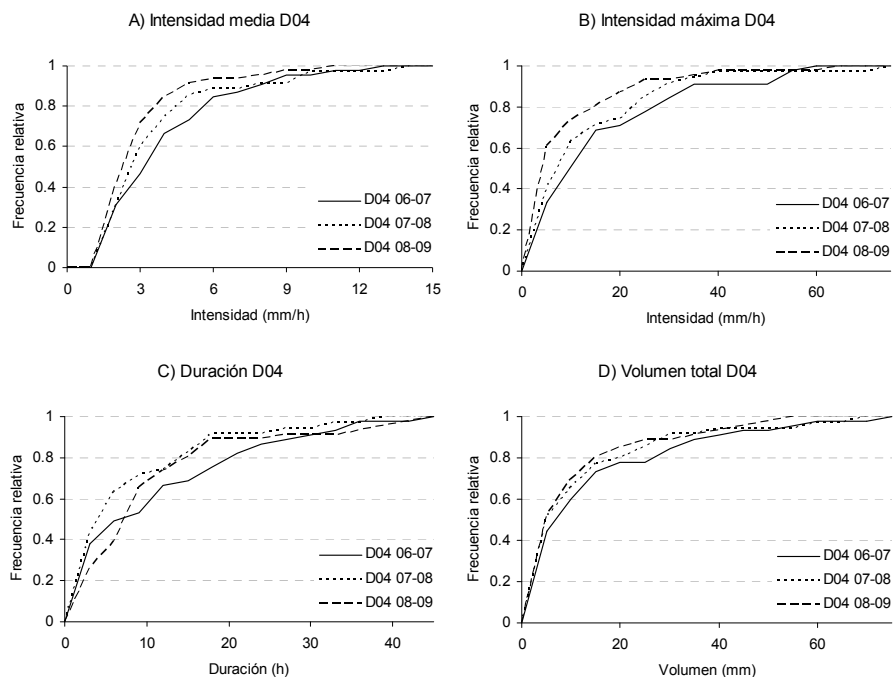 A) Intensidad media D04
Frecuencia relativa
1
0.8
0.6
0.4
0.2
0
0 3 6 9 12 15
Intensidad (mm/h)
D04 06-07
D04 07-08
D04 08-09
B) Intensidad máxima D04
Frecuencia relativa
1
0.8
0.6
0.4
0.2
0
0 20 40 60
Intensidad (mm/h)
D04 06-07
D04 07-08
D04 08-09
C) Duración D04
Frecuencia relativa
1
0.8
0.6
0.4
0.2
0
0 10 20 30 40
Duración (h)
D04 06-07
D04 07-08
D04 08-09
D) Volumen total D04
Frecuencia relativa
1
0.8
0.6
0.4
0.2
0
0 20 40 60
Volumen (mm)
D04 06-07
D04 07-08
D04 08-09